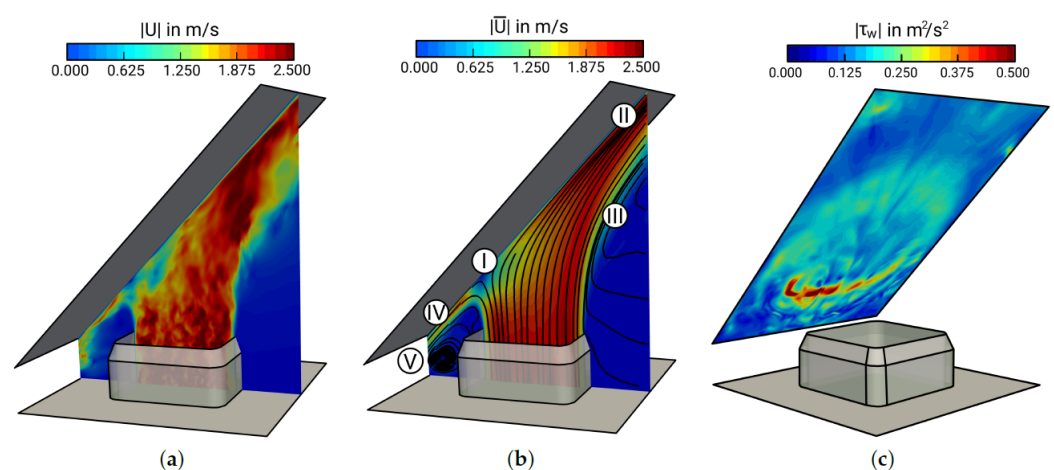 |U| in m/s
0.000 0.625 1.250 1.875 2.500
(a)
|U̅| in m/s
0.000 0.625 1.250 1.875 2.500
II
III
I
IV
V
(b)
|τw| in m²/s²
0.000 0.125 0.250 0.375 0.500
(c)